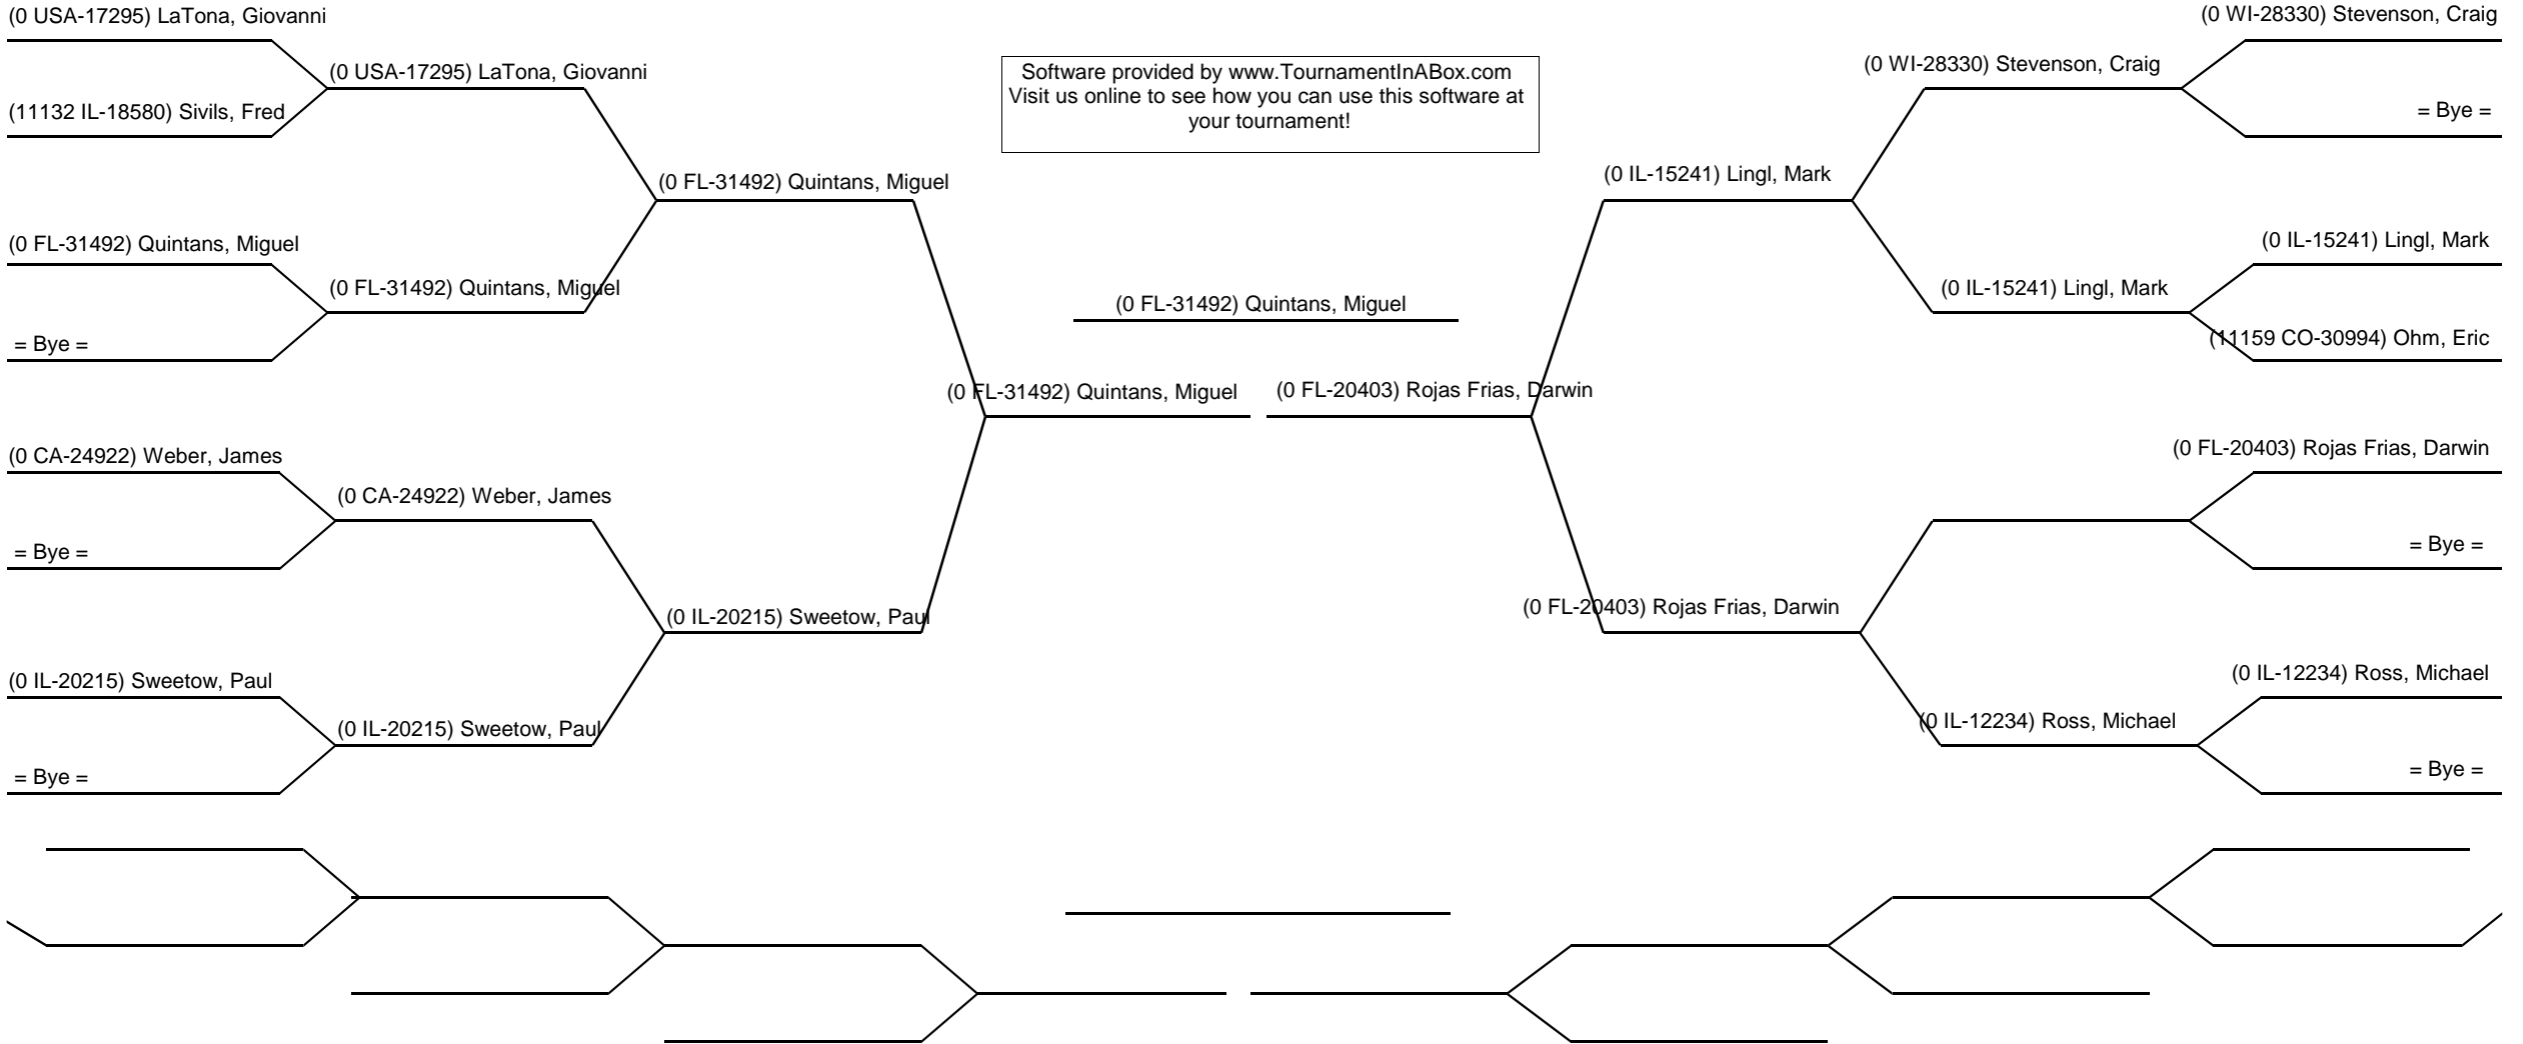 (0 USA-17295) LaTona, Giovanni
(11132 IL-18580) Sivils, Fred
(0 FL-31492) Quintans, Miguel
= Bye =
(0 CA-24922) Weber, James
= Bye =
(0 IL-20215) Sweetow, Paul
= Bye =
(0 USA-17295) LaTona, Giovanni
(0 FL-31492) Quintans, Miguel
(0 CA-24922) Weber, James
(0 IL-20215) Sweetow, Paul
(0 FL-31492) Quintans, Miguel
(0 IL-20215) Sweetow, Paul
(0 FL-31492) Quintans, Miguel
Software provided by www.TournamentInABox.com
Visit us online to see how you can use this software at
your tournament!
(0 FL-31492) Quintans, Miguel
(0 FL-20403) Rojas Frias, Darwin
(0 IL-15241) Lingl, Mark
(0 FL-20403) Rojas Frias, Darwin
(0 WI-28330) Stevenson, Craig
(0 IL-15241) Lingl, Mark
(0 IL-12234) Ross, Michael
(0 WI-28330) Stevenson, Craig
= Bye =
(0 IL-15241) Lingl, Mark
(11159 CO-30994) Ohm, Eric
(0 FL-20403) Rojas Frias, Darwin
= Bye =
(0 IL-12234) Ross, Michael
= Bye =